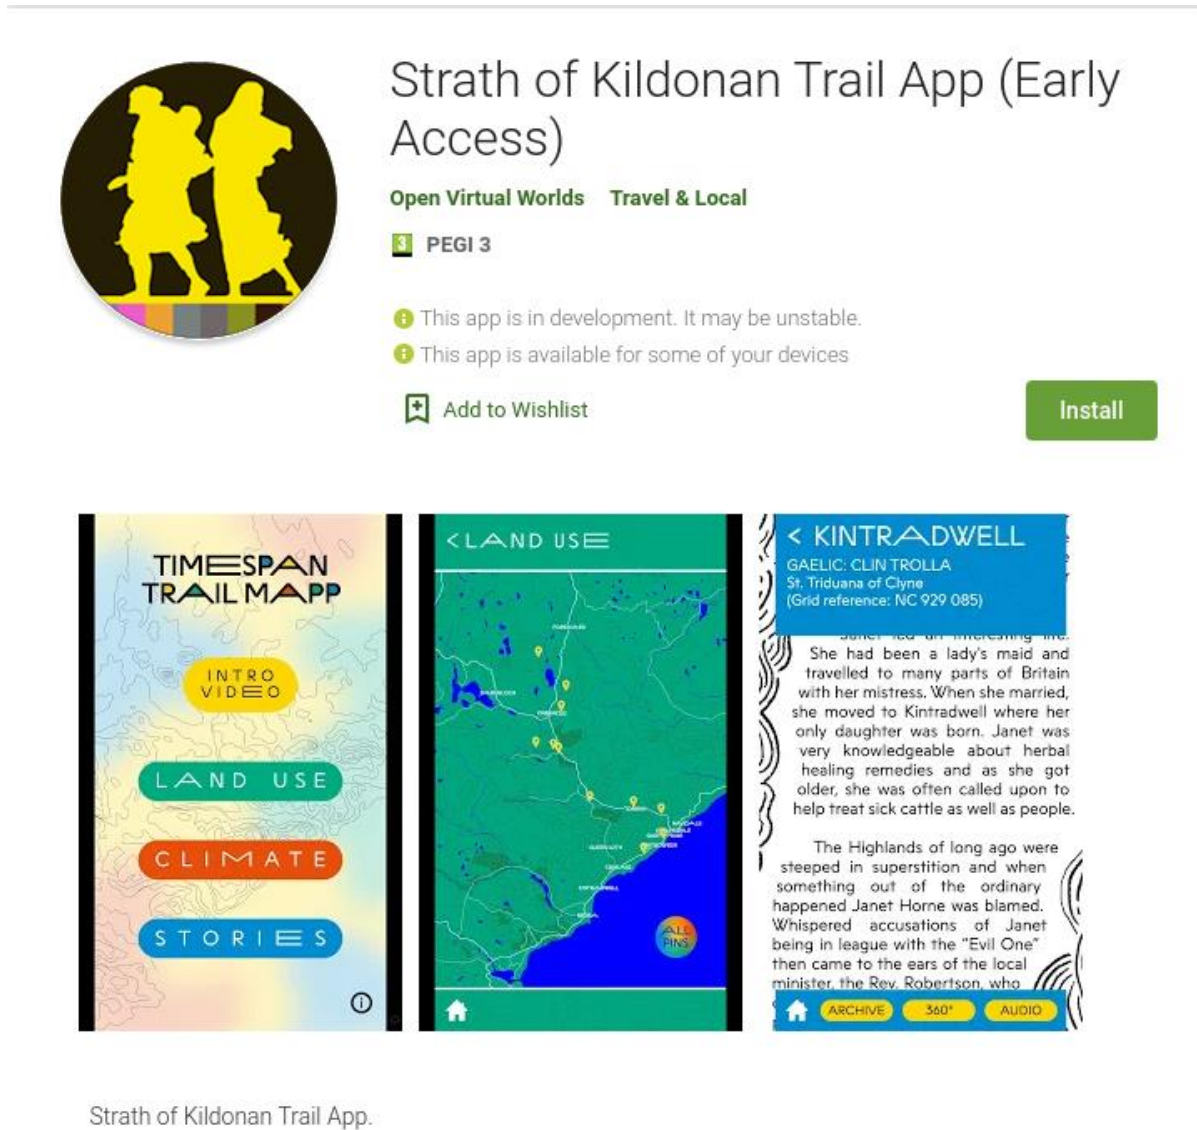 Strath of Kildonan Trail App (Early
Access)
Open Virtual Worlds Travel & Local
3 PEGI 3
This app is in development. It may be unstable.
This app is available for some of your devices
Add to Wishlist
Install
TIMESPAN
TRAIL MAPP
INTRO
VIDEO
LAND USE
CLIMATE
STORIES
<LAND USE
ALL
PINS
< KINTRADWELL
GAELIC: CLIN TROLLA
St. Triduana of Clyne
(Grid reference: NC 929 085)
Janet led an interesting life.
She had been a lady's maid and
travelled to many parts of Britain
with her mistress. When she married,
she moved to Kintradwell where her
only daughter was born. Janet was
very knowledgeable about herbal
healing remedies and as she got
older, she was often called upon to
help treat sick cattle as well as people.
The Highlands of long ago were
steeped in superstition and when
something out of the ordinary
happened Janet Horne was blamed.
Whispered accusations of Janet
being in league with the "Evil One"
then came to the ears of the local
minister, the Rev. Robertson, who
ARCHIVE 360° AUDIO
Strath of Kildonan Trail App.